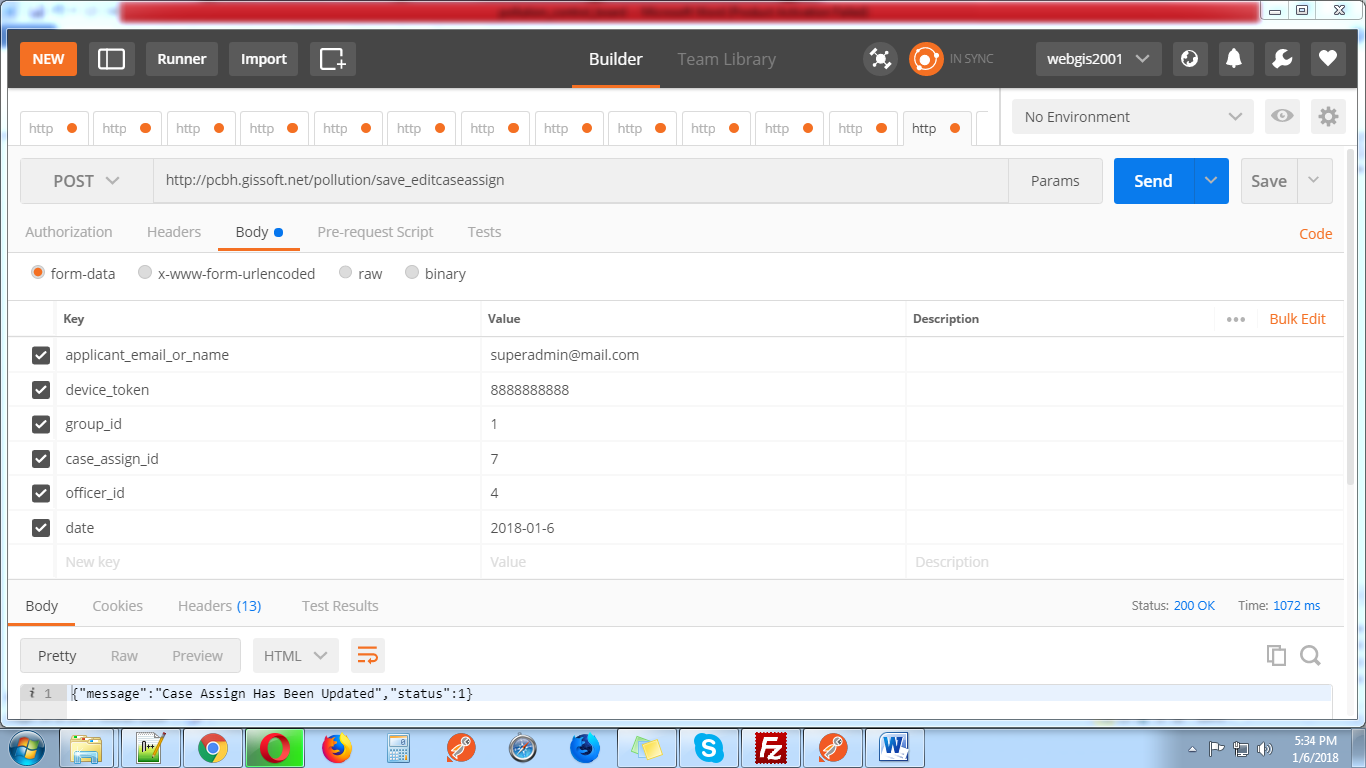 NEW Runner Import Builder Team Library IN SYNC webgis2001
http http http http http http http http http http http http http No Environment
POST http://pcbh.gissoft.net/pollution/save_editcaseassign Params Send Save
Authorization Headers Body Pre-request Script Tests Code
form-data x-www-form-urlencoded raw binary
Key Value Description ••• Bulk Edit
applicant_email_or_name superadmin@mail.com
device_token 8888888888
group_id 1
case_assign_id 7
officer_id 4
date 2018-01-6
New key Value Description
Body Cookies Headers (13) Test Results Status: 200 OK Time: 1072 ms
Pretty Raw Preview HTML
i 1 {"message":"Case Assign Has Been Updated","status":1}
5:34 PM
1/6/2018